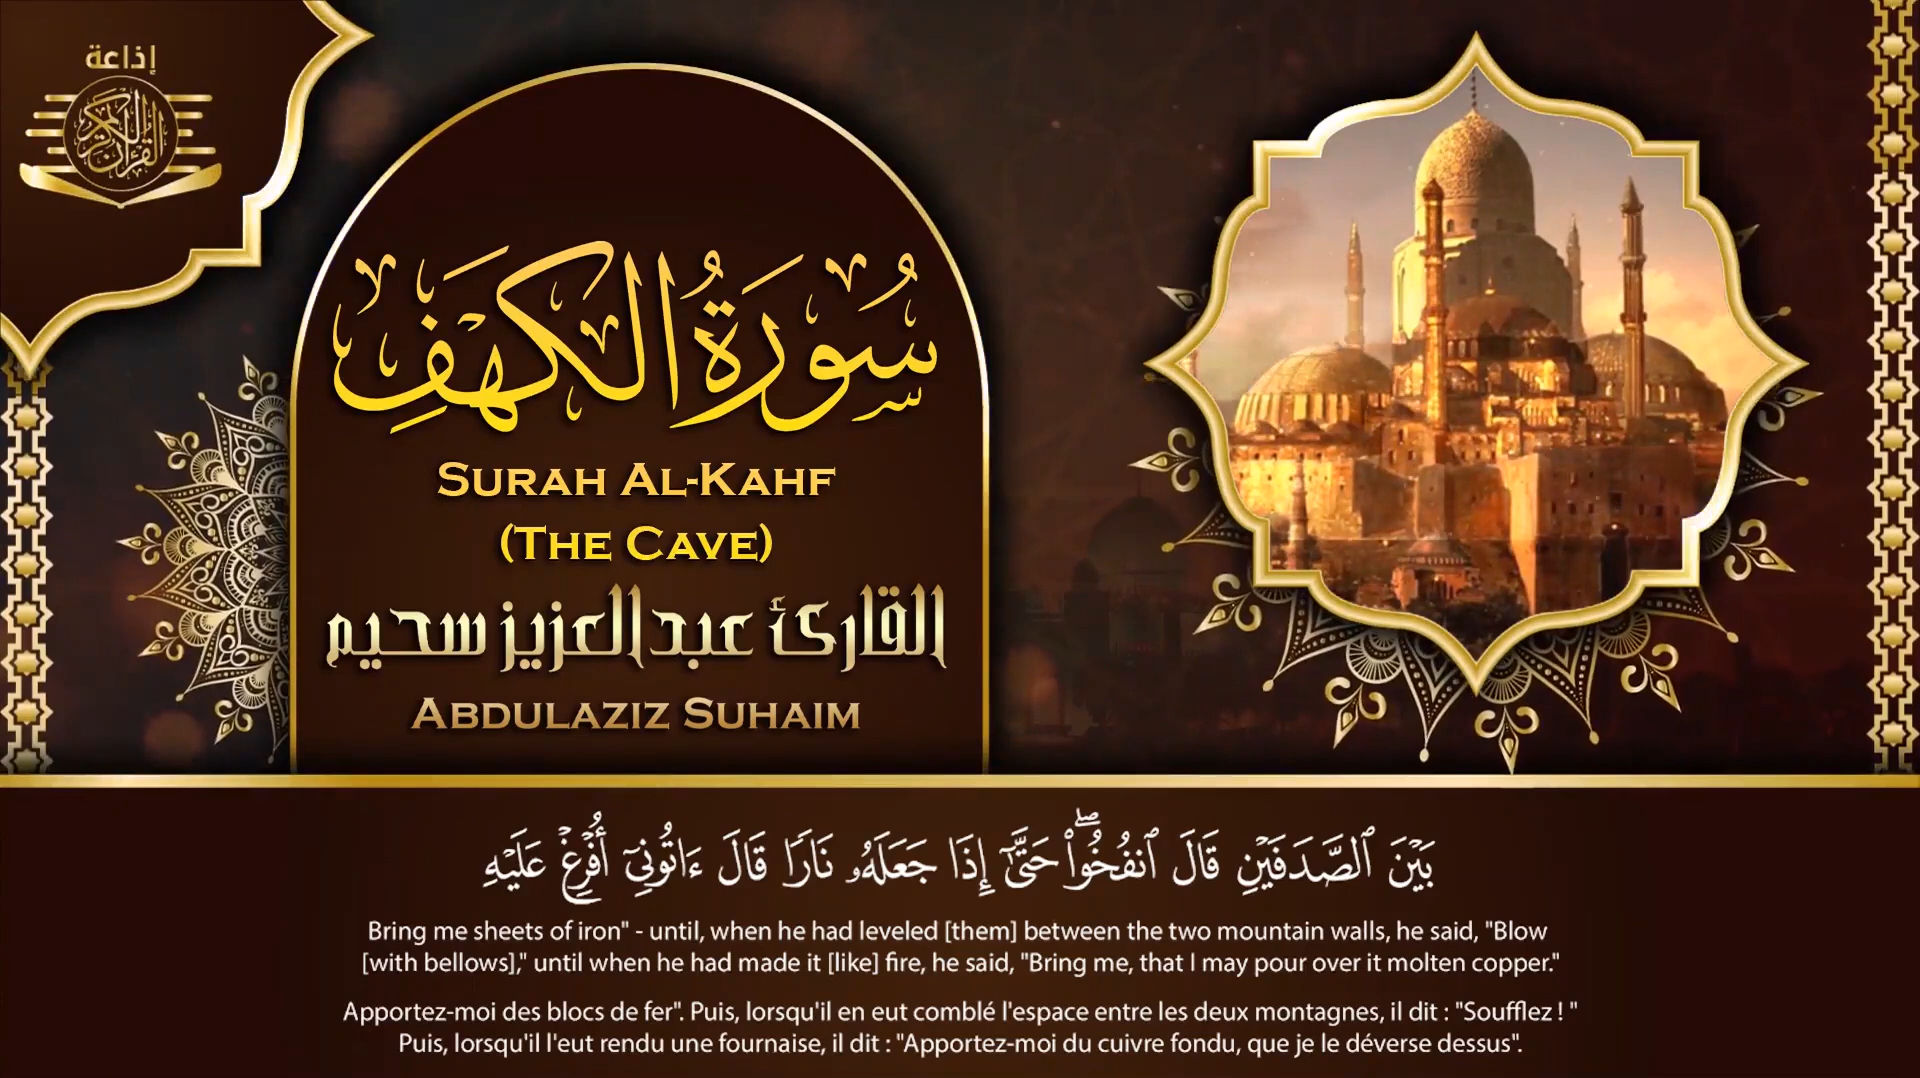 إذاعة
القرآن الكريم
سُورَةُ الكَهَفِ
SURAH AL-KAHF
(THE CAVE)
القارئ عبدالعزيز سحيم
ABDULAZIZ SUHAIM
بَيْنَ ٱلصَّدَفَيْنِ قَالَ ٱنفُخُوا۟ۖ حَتَّىٰٓ إِذَا جَعَلَهُۥ نَارًا قَالَ ءَاتُونِىٓ أُفْرِغْ عَلَيْهِ
Bring me sheets of iron" - until, when he had leveled [them] between the two mountain walls, he said, "Blow
[with bellows]," until when he had made it [like] fire, he said, "Bring me, that I may pour over it molten copper."
Apportez-moi des blocs de fer". Puis, lorsqu'il en eut comblé l'espace entre les deux montagnes, il dit : "Soufflez ! "
Puis, lorsqu'il l'eut rendu une fournaise, il dit : "Apportez-moi du cuivre fondu, que je le déverse dessus".